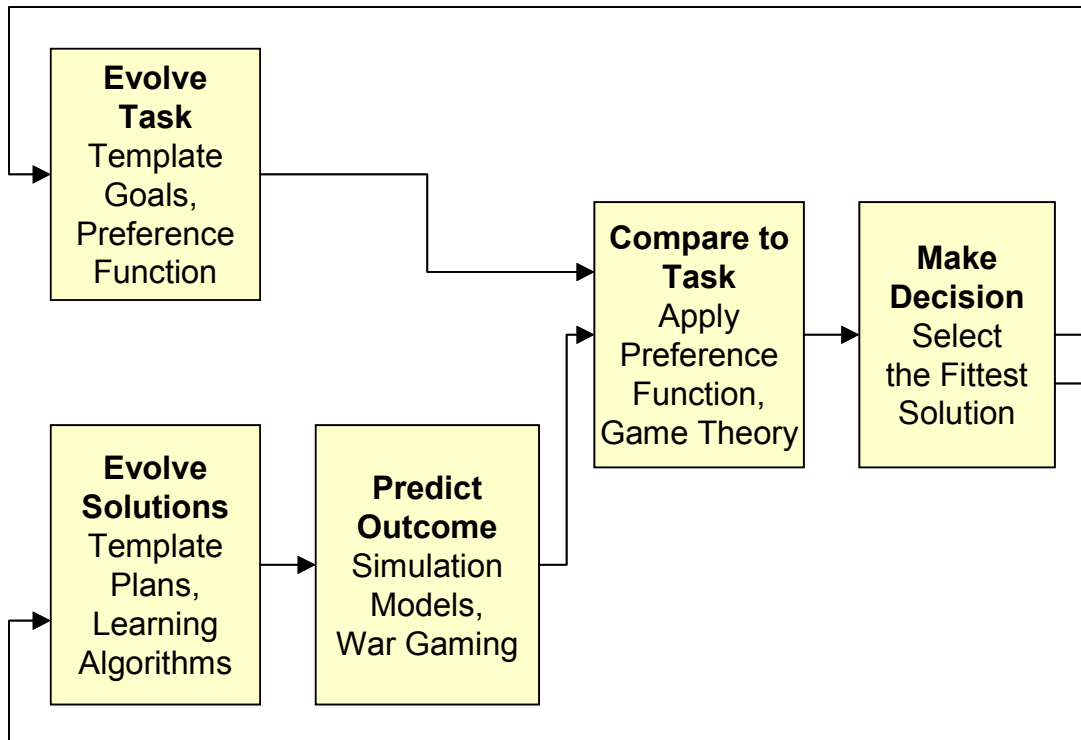 Evolve
Task
Template
Goals,
Preference
Function
Compare to
Task
Apply
Preference
Function,
Game Theory
Make
Decision
Select
the Fittest
Solution
Evolve
Solutions
Template
Plans,
Learning
Algorithms
Predict
Outcome
Simulation
Models,
War Gaming